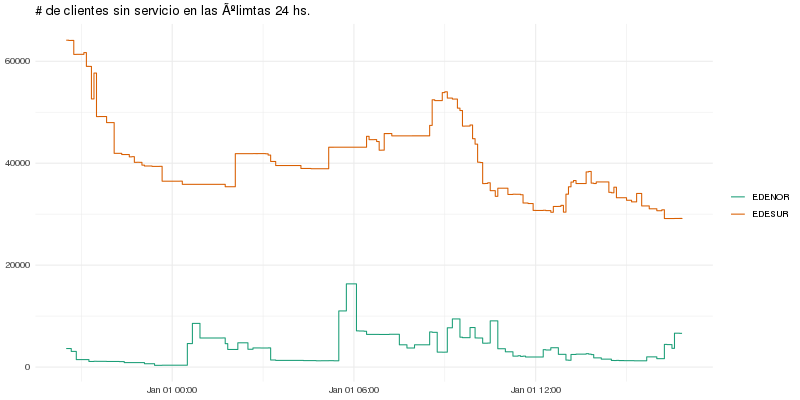 # de clientes sin servicio en las Ãºlimtas 24 hs.
60000
40000
20000
0
Jan 01 00:00
Jan 01 06:00
Jan 01 12:00
EDENOR
EDESUR